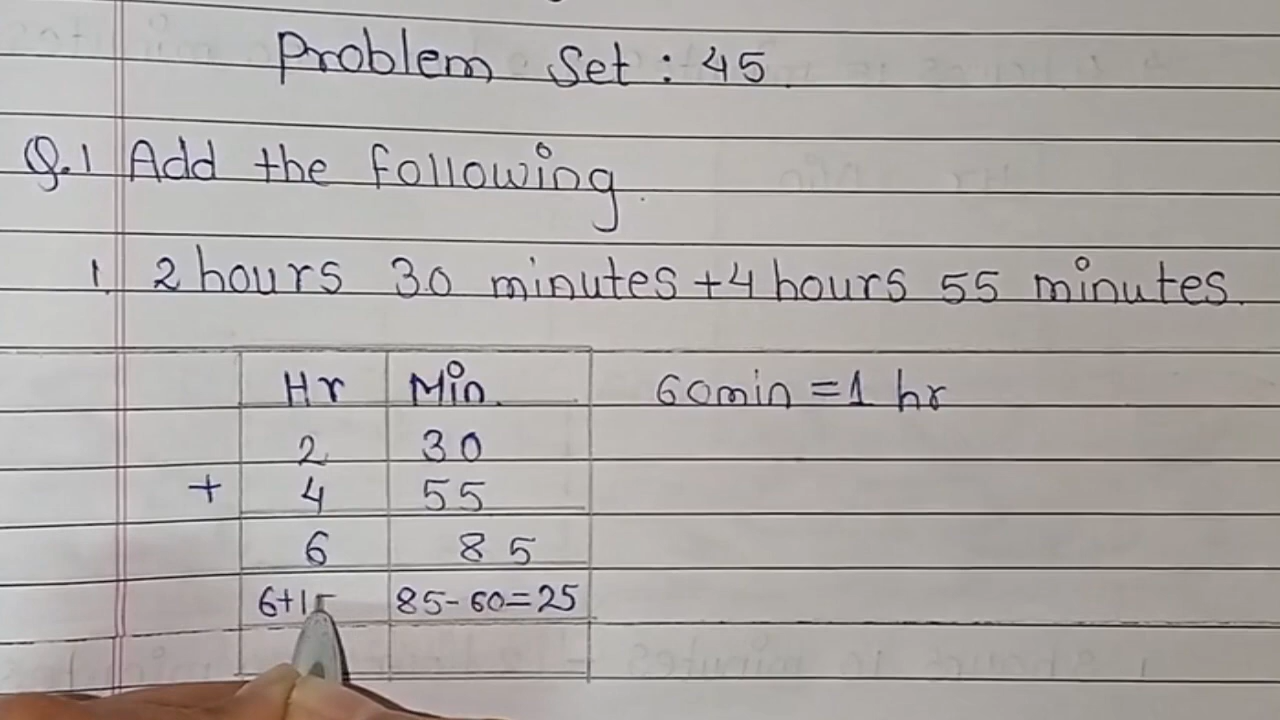 Problem Set : 45.
Q.1 Add the following.
1. 2 hours 30 minutes + 4 hours 55 minutes.
Hr Min. 60min = 1 hr
2 30
+ 4 55
6 85
6+1 85-60=25